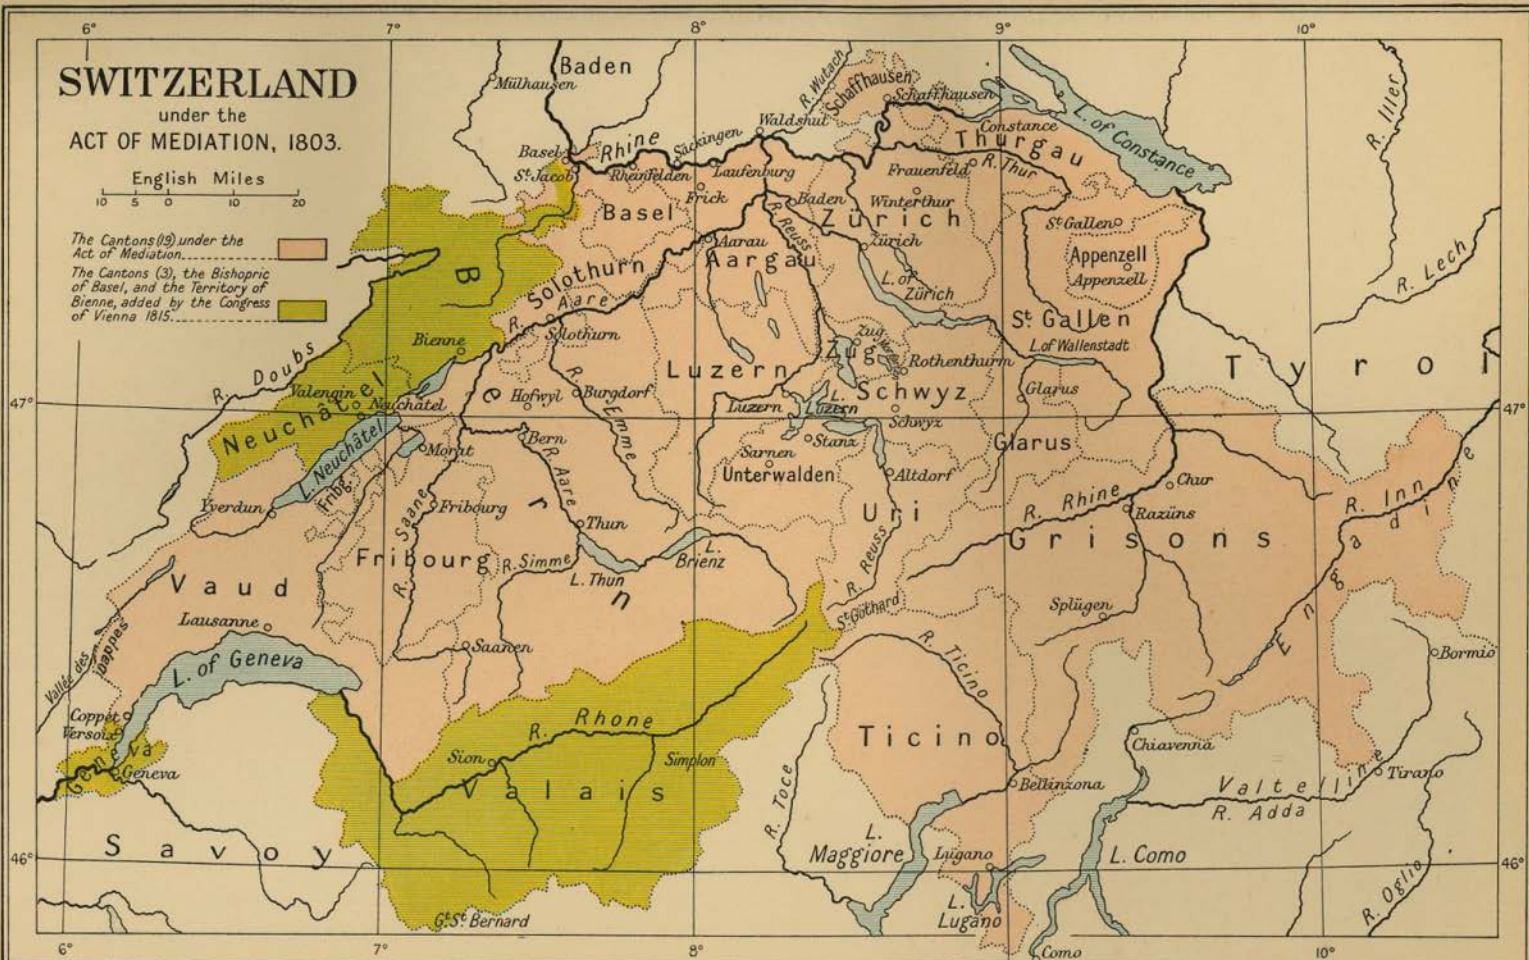 6°
7°
8°
9°
10°
SWITZERLAND
under the
ACT OF MEDIATION, 1803.
English Miles
10 5 0 10 20
The Cantons (19) under the
Act of Mediation
The Cantons (3), the Bishopric
of Basel, and the Territory of
Bienne, added by the Congress
of Vienna 1815
Baden
Mülhausen
R. Wutach
Schaffhausen
Schaffhausen
R. Iller
L. of Constance
Constance
Waldshut
Säckingen
Rhine
Basel
St. Jacob
Rheinfelden
Laufenburg
Frick
Thurgau
R. Thur
Frauenfeld
Winterthur
Basel
Baden
R. Reuss
Zürich
Zürich
St. Gallen
Appenzell
Appenzell
Aarau
Aargau
R. Lech
B
e
r
n
Solothurn
R. Aare
Solothurn
L. of
Zürich
St. Gallen
L. of Wallenstadt
Tyrol
Bienne
R. Doubs
Zug
Zug
Rothenthurm
Luzern
Schwyz
Valengin
Neuchâtel
Neuchâtel
L. Neuchâtel
Hofwyl
Burgdorf
R. Emme
Luzern
L.
Luzern
Schwyz
Glarus
47°
47°
Morat
Bern
R. Aare
Stanz
Sarnen
Unterwalden
Altdorf
Glarus
Yverdun
Fribg.
R. Saane
Fribourg
Thun
Uri
R. Rhine
Chur
Razüns
R. Inn
Engadine
Grisons
Vaud
Fribourg
R. Simme
L. Thun
L.
Brienz
R. Reuss
St. Gothard
Splügen
Lausanne
Vallée des
Dappes
Saanen
L. of Geneva
R. Ticino
Bormio
Coppet
Versoix
Geneva
Geneva
R. Rhone
Sion
Simplon
Valais
Ticino
Chiavenna
R. Toce
Bellinzona
Valtelline
R. Adda
Tirano
Savoy
L.
Maggiore
Lugano
L. Como
46°
46°
L.
Lugano
R. Oglio
Gt. St. Bernard
Como
6°
7°
8°
9°
10°